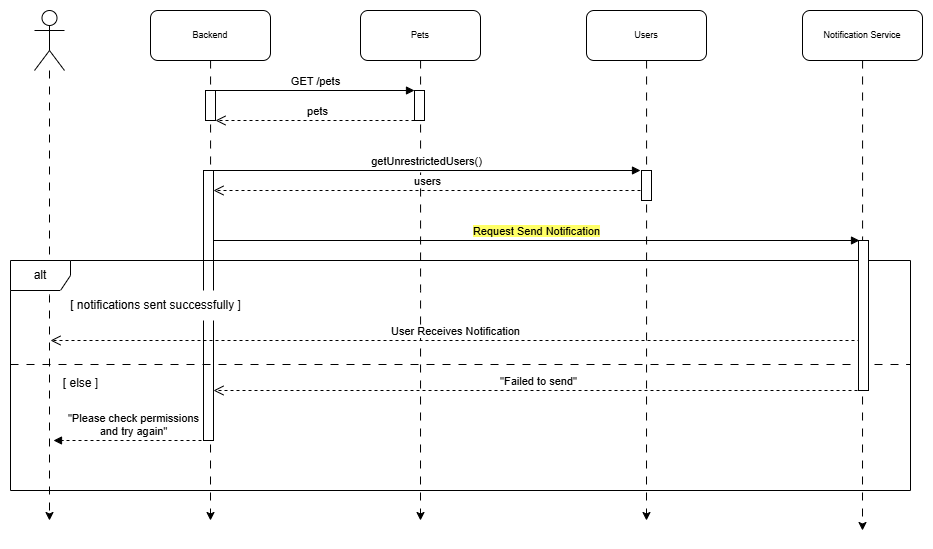 Backend
Pets
Users
Notification Service
GET /pets
pets
getUnrestrictedUsers()
users
Request Send Notification
alt
[ notifications sent successfully ]
User Receives Notification
[ else ]
"Failed to send"
"Please check permissions
and try again"